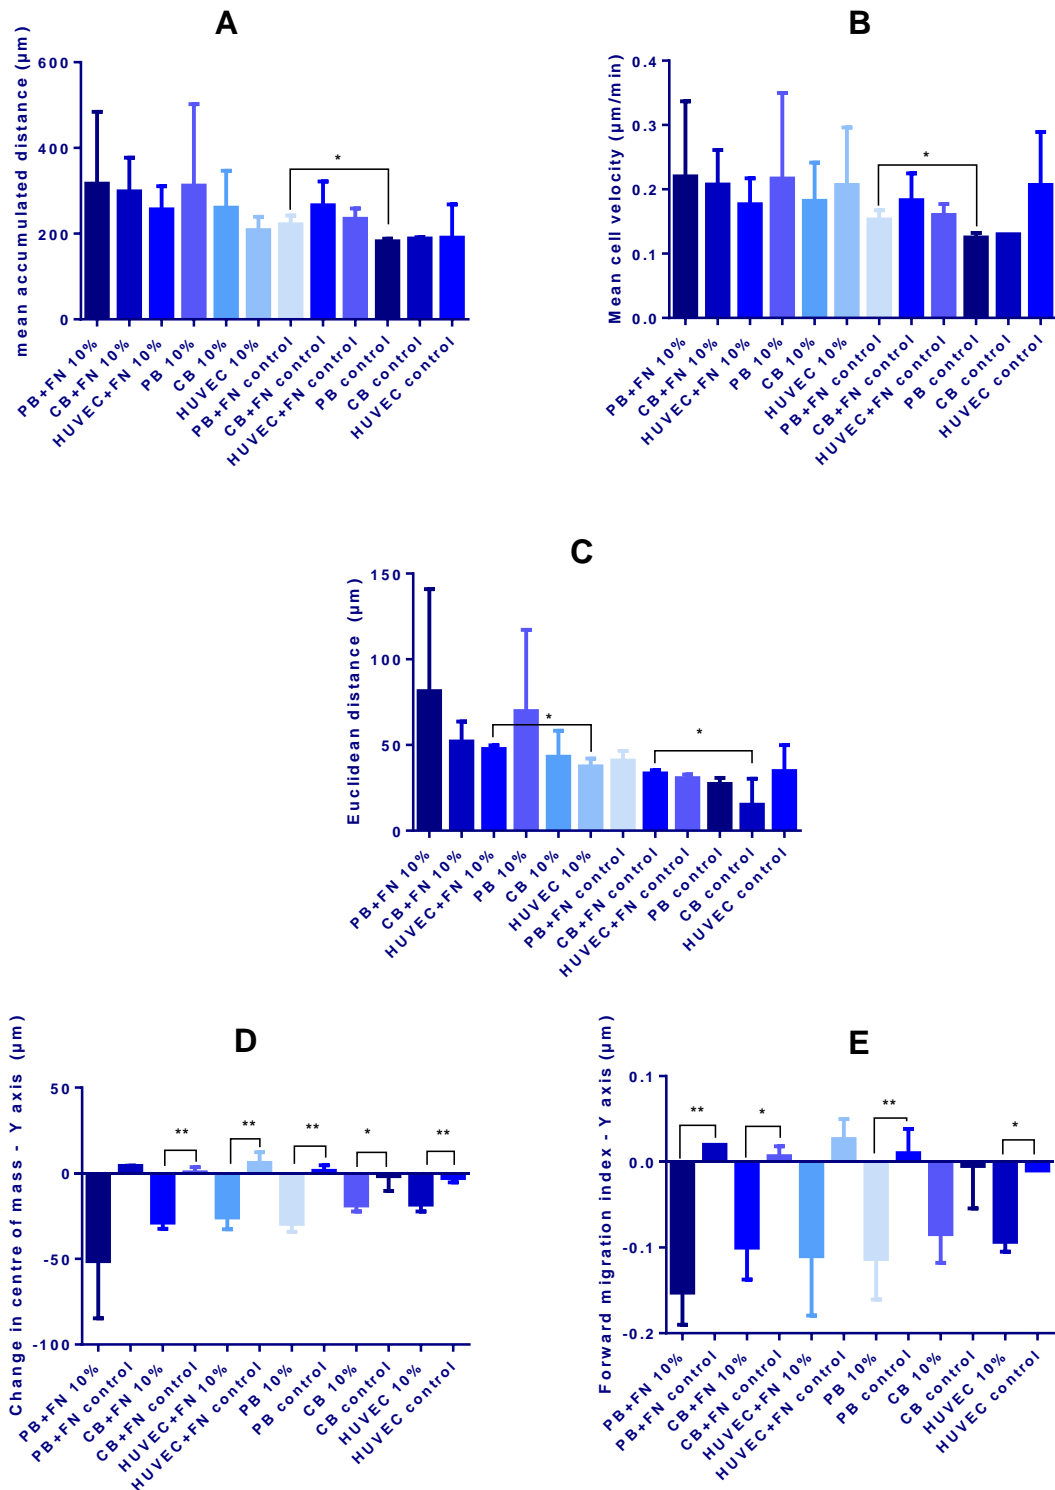 A
mean accumulated distance (µm)
600
400
200
0
*
PB+FN 10%
CB+FN 10%
HUVEC+FN 10%
PB 10%
CB 10%
HUVEC 10%
PB+FN control
CB+FN control
HUVEC+FN control
PB control
CB control
HUVEC control
B
Mean cell velocity (µm/min)
0.4
0.3
0.2
0.1
0.0
*
PB+FN 10%
CB+FN 10%
HUVEC+FN 10%
PB 10%
CB 10%
HUVEC 10%
PB+FN control
CB+FN control
HUVEC+FN control
PB control
CB control
HUVEC control
C
Euclidean distance (µm)
150
100
50
0
*
*
PB+FN 10%
CB+FN 10%
HUVEC+FN 10%
PB 10%
CB 10%
HUVEC 10%
PB+FN control
CB+FN control
HUVEC+FN control
PB control
CB control
HUVEC control
D
Change in centre of mass - Y axis (µm)
50
0
-50
-100
**
**
**
*
**
PB+FN 10%
PB+FN control
CB+FN 10%
CB+FN control
HUVEC+FN 10%
HUVEC+FN control
PB 10%
PB control
CB 10%
CB control
HUVEC 10%
HUVEC control
E
Forward migration index - Y axis (µm)
0.1
0.0
-0.1
-0.2
**
*
**
*
PB+FN 10%
PB+FN control
CB+FN 10%
CB+FN control
HUVEC+FN 10%
HUVEC+FN control
PB 10%
PB control
CB 10%
CB control
HUVEC 10%
HUVEC control